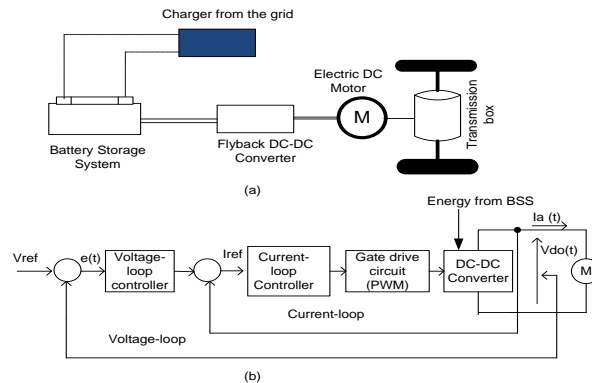 Charger from the grid
Electric DC
Motor
M
Transmission
box
Battery Storage
System
Flyback DC-DC
Converter
(a)
Energy from BSS
Ia (t)
Vref
e(t)
Voltage-
loop
controller
Iref
Current-
loop
Controller
Gate drive
circuit
(PWM)
DC-DC
Converter
Vdo(t)
M
Current-loop
Voltage-loop
(b)